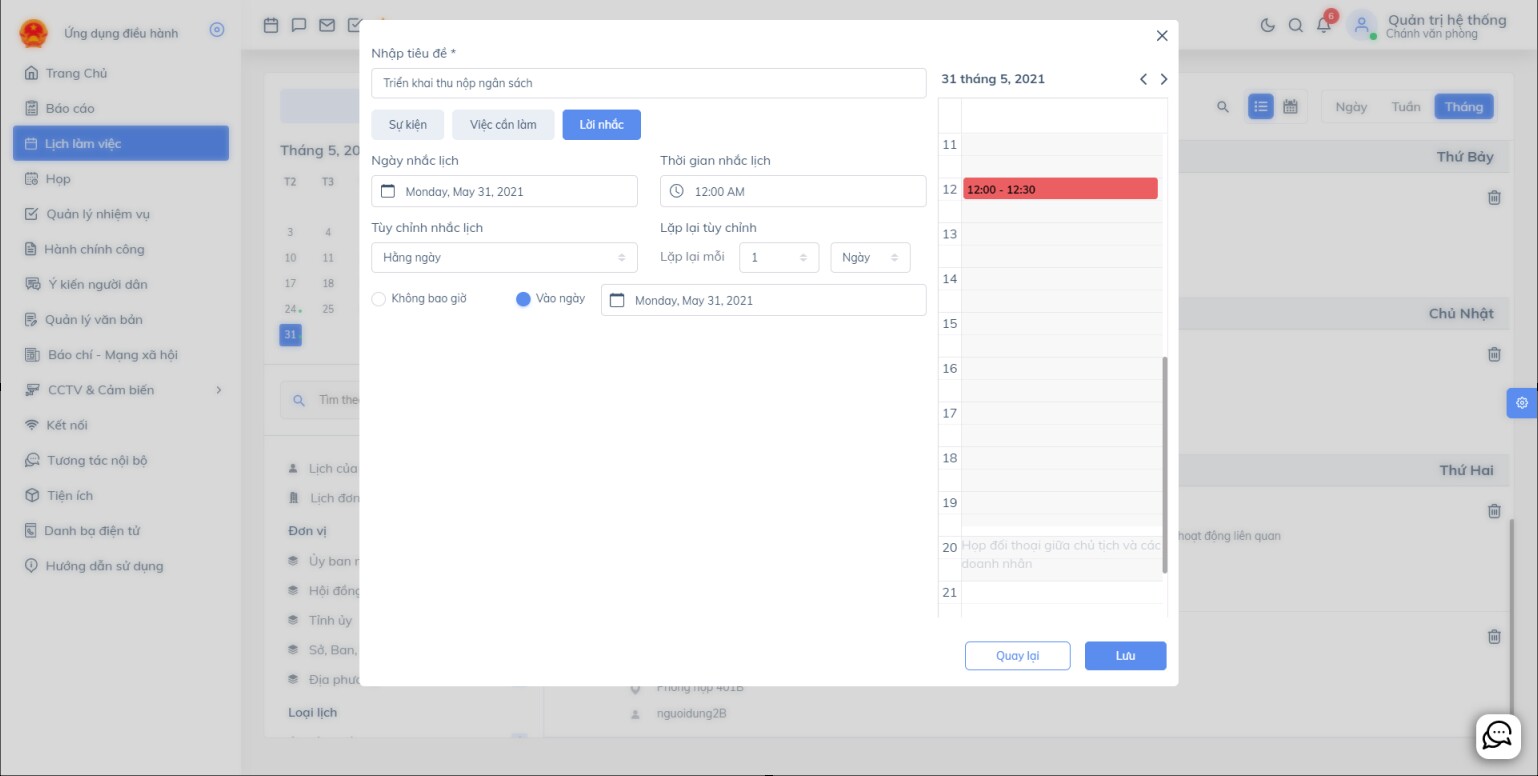 Ứng dụng điều hành
Trang Chủ
Báo cáo
Lịch làm việc
Họp
Quản lý nhiệm vụ
Hành chính công
Ý kiến người dân
Quản lý văn bản
Báo chí - Mạng xã hội
CCTV & Cảm biến
Kết nối
Tương tác nội bộ
Tiện ích
Danh bạ điện tử
Hướng dẫn sử dụng
6
Quản trị hệ thống
Chánh văn phòng
Tháng 5, 20
T2 T3
3 4
10 11
17 18
24 25
31
Tìm the
Lịch của
Lịch đơn
Đơn vị
Ủy ban
Hội đồng
Tỉnh ủy
Sở, Ban,
Địa phươ
Loại lịch
Nhập tiêu đề *
Triển khai thu nộp ngân sách
Sự kiện Việc cần làm Lời nhắc
Ngày nhắc lịch Thời gian nhắc lịch
Monday, May 31, 2021 12:00 AM
Tùy chỉnh nhắc lịch Lặp lại tùy chỉnh
Hằng ngày Lặp lại mỗi 1 Ngày
Không bao giờ Vào ngày Monday, May 31, 2021
31 tháng 5, 2021
11
12 12:00 - 12:30
13
14
15
16
17
18
19
20 Họp đối thoại giữa chủ tịch và các
doanh nhân
21
Quay lại Lưu
Ngày Tuần Tháng
Thứ Bảy
Chủ Nhật
Thứ Hai
hoạt động liên quan
Phòng họp 401B
nguoidung2B